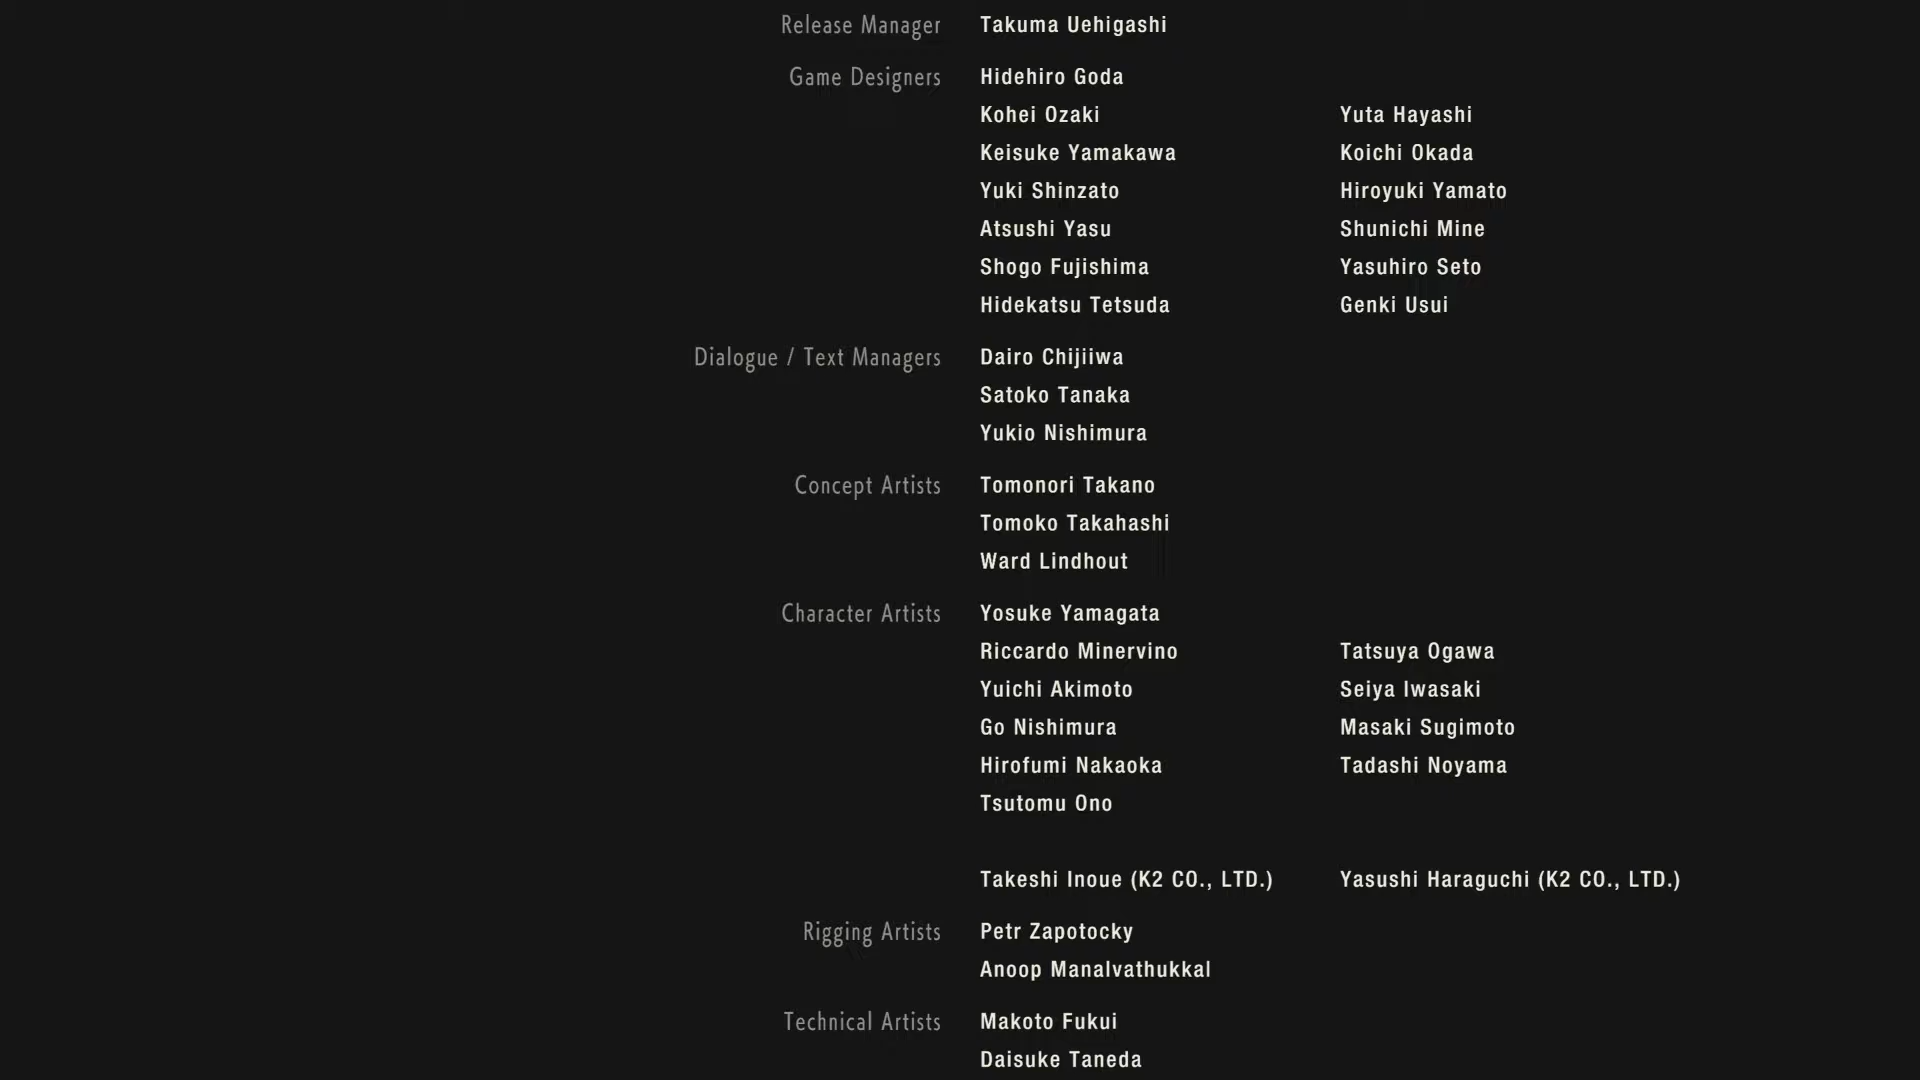 Release Manager Takuma Uehigashi
Game Designers Hidehiro Goda
Kohei Ozaki Yuta Hayashi
Keisuke Yamakawa Koichi Okada
Yuki Shinzato Hiroyuki Yamato
Atsushi Yasu Shunichi Mine
Shogo Fujishima Yasuhiro Seto
Hidekatsu Tetsuda Genki Usui
Dialogue / Text Managers Dairo Chijiiwa
Satoko Tanaka
Yukio Nishimura
Concept Artists Tomonori Takano
Tomoko Takahashi
Ward Lindhout
Character Artists Yosuke Yamagata
Riccardo Minervino Tatsuya Ogawa
Yuichi Akimoto Seiya Iwasaki
Go Nishimura Masaki Sugimoto
Hirofumi Nakaoka Tadashi Noyama
Tsutomu Ono
Takeshi Inoue (K2 CO., LTD.) Yasushi Haraguchi (K2 CO., LTD.)
Rigging Artists Petr Zapotocky
Anoop Manalvathukkal
Technical Artists Makoto Fukui
Daisuke Taneda